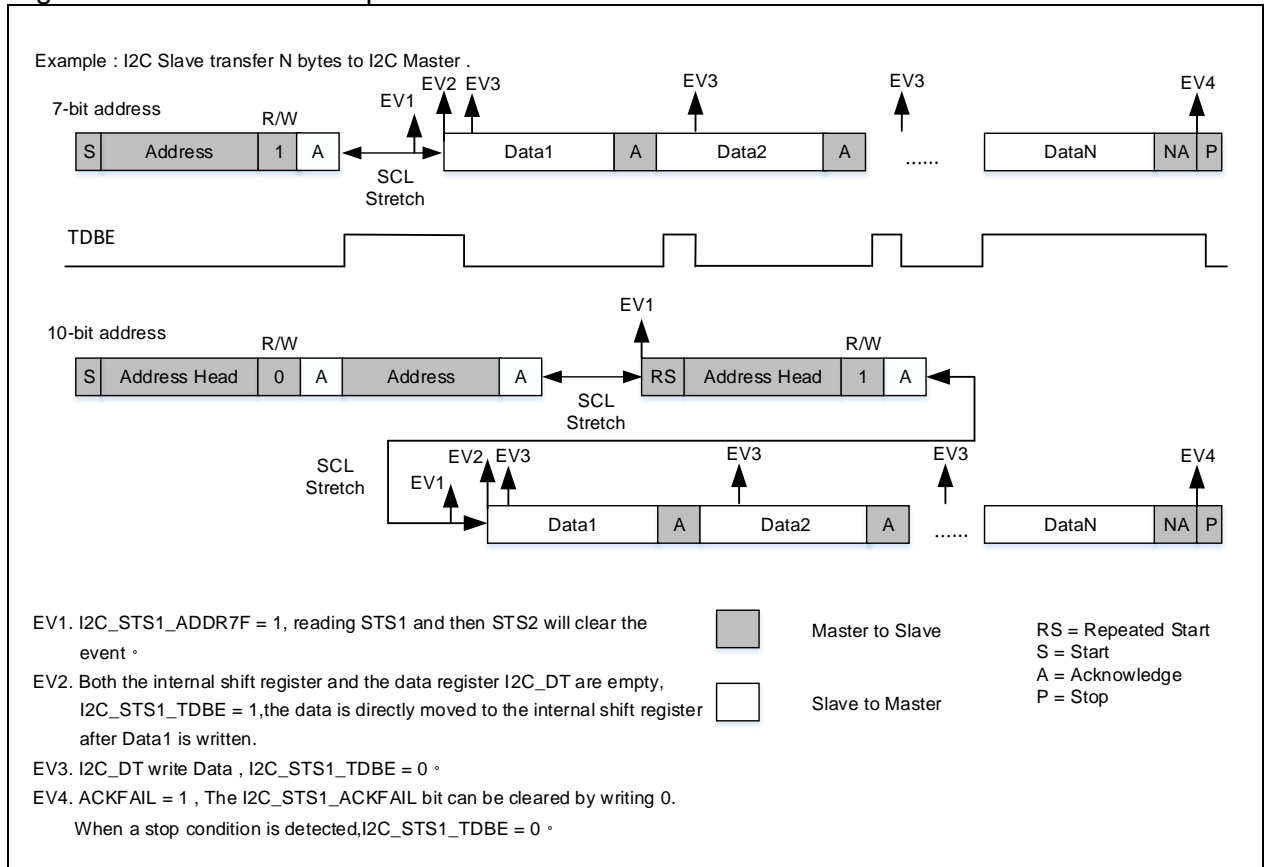 Example : I2C Slave transfer N bytes to I2C Master .
EV2 EV3 EV3 EV3 EV4
7-bit address EV1
R/W
S Address 1 A Data1 A Data2 A ...... DataN NA P
SCL
Stretch
TDBE
EV1
10-bit address
R/W R/W
S Address Head 0 A Address A RS Address Head 1 A
SCL
Stretch
EV2 EV3 EV3 EV3 EV4
SCL
Stretch EV1
Data1 A Data2 A ...... DataN NA P
EV1. I2C_STS1_ADDR7F = 1, reading STS1 and then STS2 will clear the
event。
EV2. Both the internal shift register and the data register I2C_DT are empty,
I2C_STS1_TDBE = 1,the data is directly moved to the internal shift register
after Data1 is written.
EV3. I2C_DT write Data , I2C_STS1_TDBE = 0。
EV4. ACKFAIL = 1 , The I2C_STS1_ACKFAIL bit can be cleared by writing 0.
When a stop condition is detected,I2C_STS1_TDBE = 0。
Master to Slave
Slave to Master
RS = Repeated Start
S = Start
A = Acknowledge
P = Stop